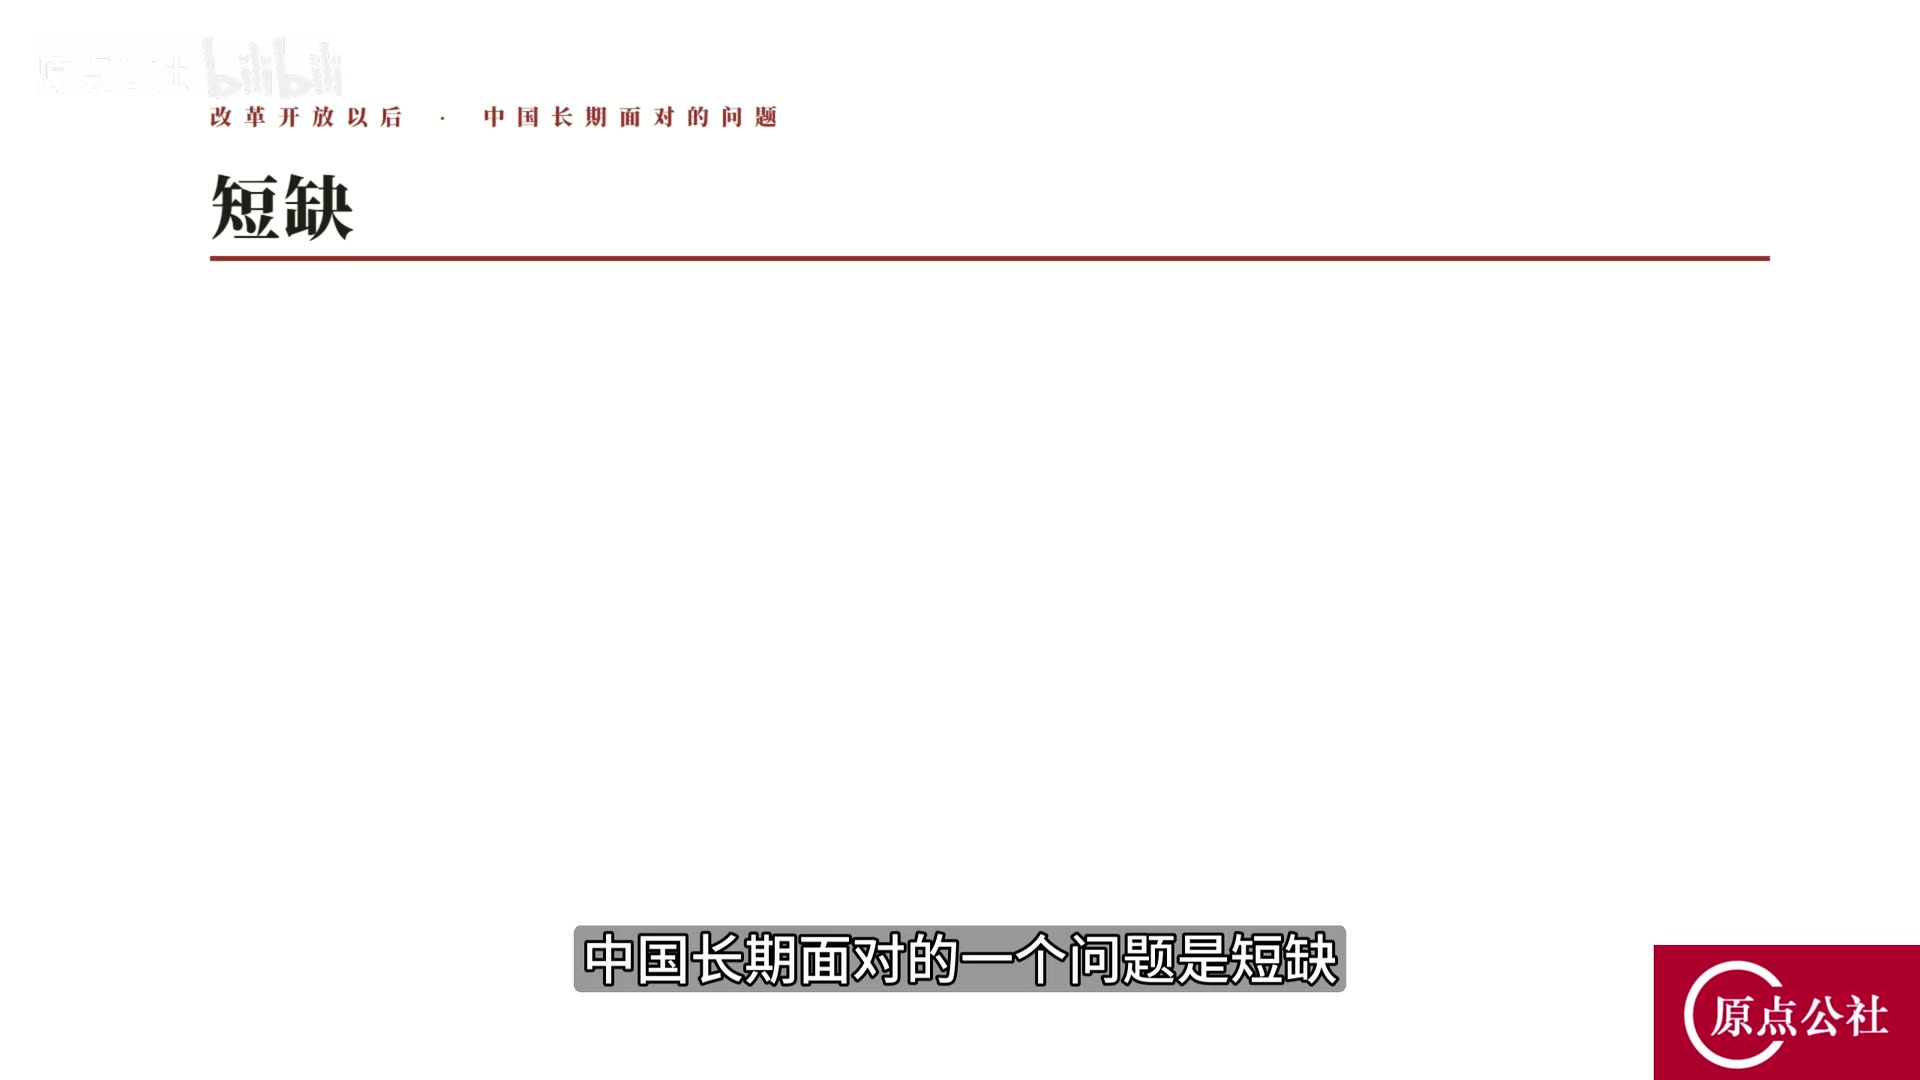 bilibili
改革开放以后 · 中国长期面对的问题
短缺
中国长期面对的一个问题是短缺
原点公社